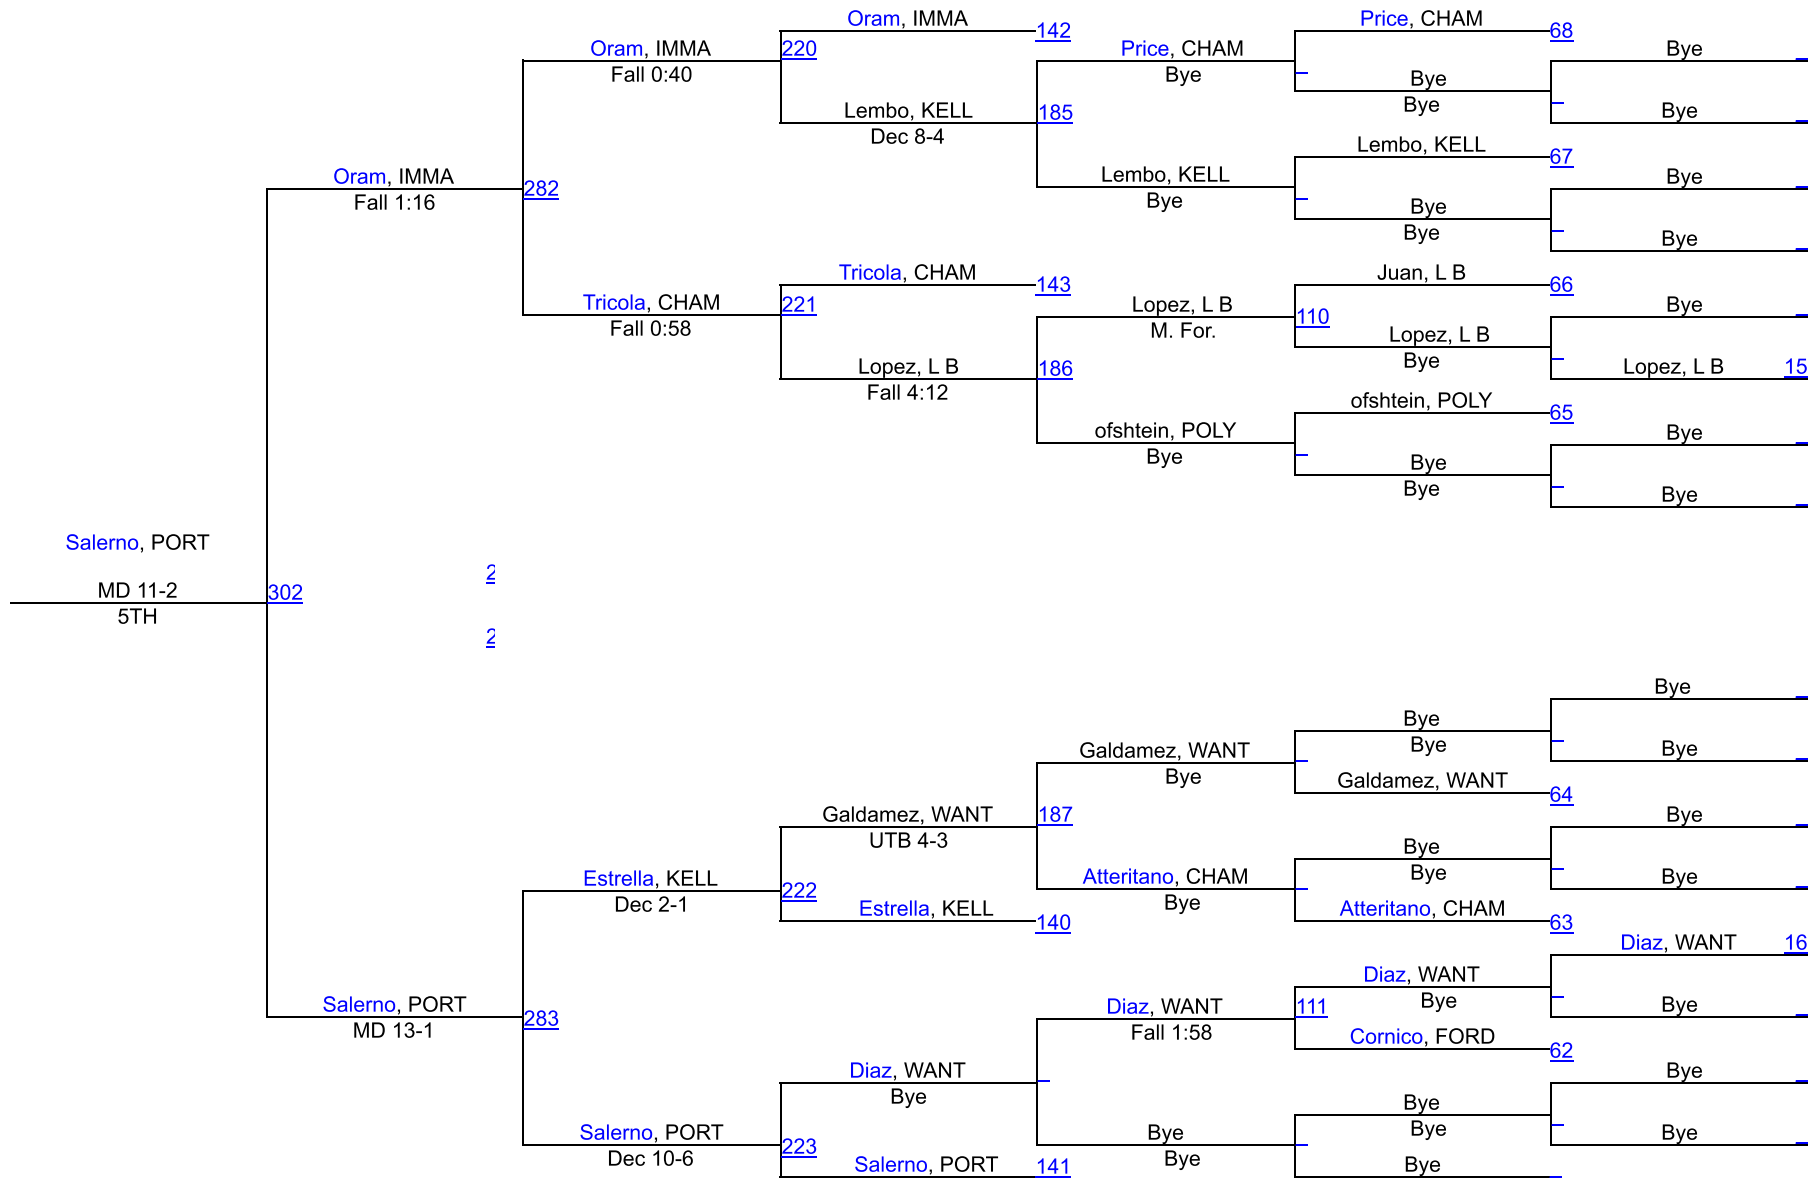 Oram, IMMA
142
Price, CHAM
68
Oram, IMMA
220
Price, CHAM
Bye
Fall 0:40
Bye
Bye
Bye
Lembo, KELL
185
Bye
Dec 8-4
Lembo, KELL
67
Oram, IMMA
282
Lembo, KELL
Bye
Fall 1:16
Bye
Bye
Bye
Bye
Tricola, CHAM
143
Juan, L B
66
Tricola, CHAM
221
Lopez, L B
110
Bye
Fall 0:58
M. For.
Lopez, L B
Lopez, L B
186
Bye
Lopez, L B
15
Fall 4:12
ofshtein, POLY
65
ofshtein, POLY
Bye
Bye
Bye
Bye
Bye
Salerno, PORT
2
MD 11-2
302
5TH
2
Bye
Bye
Galdamez, WANT
Bye
Bye
Bye
Galdamez, WANT
64
Galdamez, WANT
187
Bye
UTB 4-3
Bye
Estrella, KELL
222
Atteritano, CHAM
Bye
Bye
Dec 2-1
Bye
Estrella, KELL
140
Atteritano, CHAM
63
Diaz, WANT
16
Diaz, WANT
Salerno, PORT
283
Diaz, WANT
111
Bye
Bye
MD 13-1
Fall 1:58
Cornico, FORD
62
Diaz, WANT
Bye
Bye
Bye
Salerno, PORT
223
Bye
Bye
Bye
Dec 10-6
Salerno, PORT
141
Bye
Bye